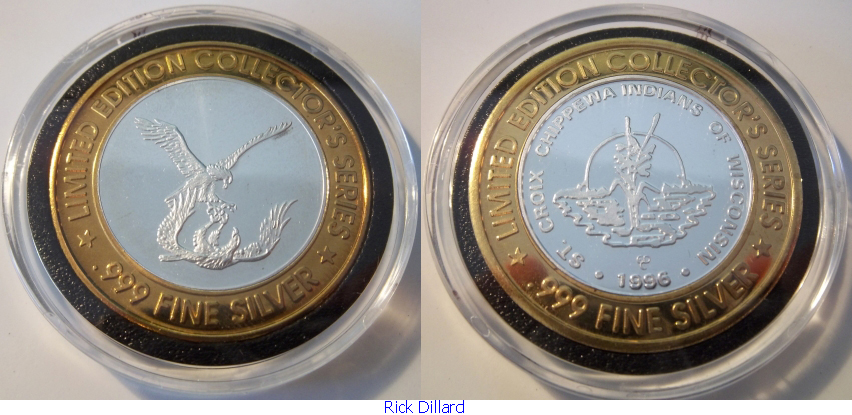 LIMITED EDITION COLLECTOR'S SERIES
★ .999 FINE SILVER ★
LIMITED EDITION COLLECTOR'S SERIES
★ .999 FINE SILVER ★
ST. CROIX CHIPPEWA INDIANS OF WISCONSIN
• 1996 •
Rick Dillard